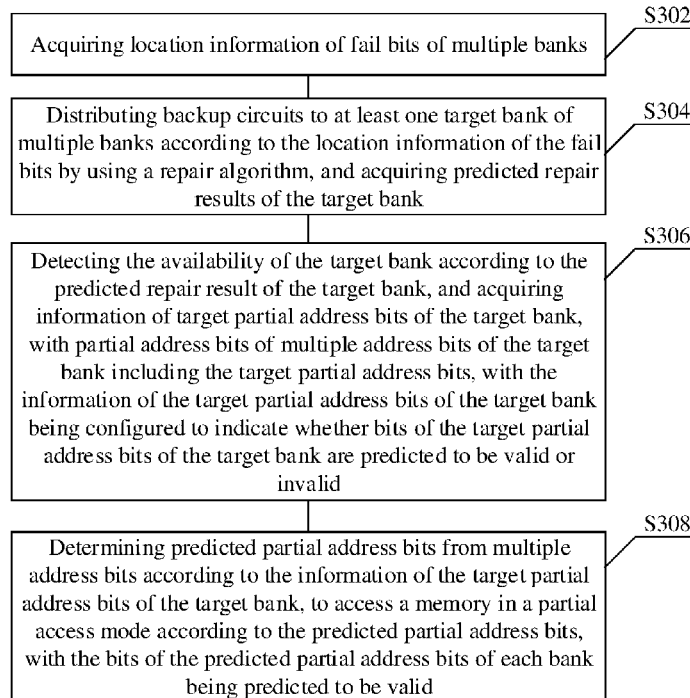 S302
Acquiring location information of fail bits of multiple banks
S304
Distributing backup circuits to at least one target bank of
multiple banks according to the location information of the fail
bits by using a repair algorithm, and acquiring predicted repair
results of the target bank
S306
Detecting the availability of the target bank according to the
predicted repair result of the target bank, and acquiring
information of target partial address bits of the target bank,
with partial address bits of multiple address bits of the target
bank including the target partial address bits, with the
information of the target partial address bits of the target bank
being configured to indicate whether bits of the target partial
address bits of the target bank are predicted to be valid or
invalid
S308
Determining predicted partial address bits from multiple
address bits according to the information of the target partial
address bits of the target bank, to access a memory in a partial
access mode according to the predicted partial address bits,
with the bits of the predicted partial address bits of each bank
being predicted to be valid